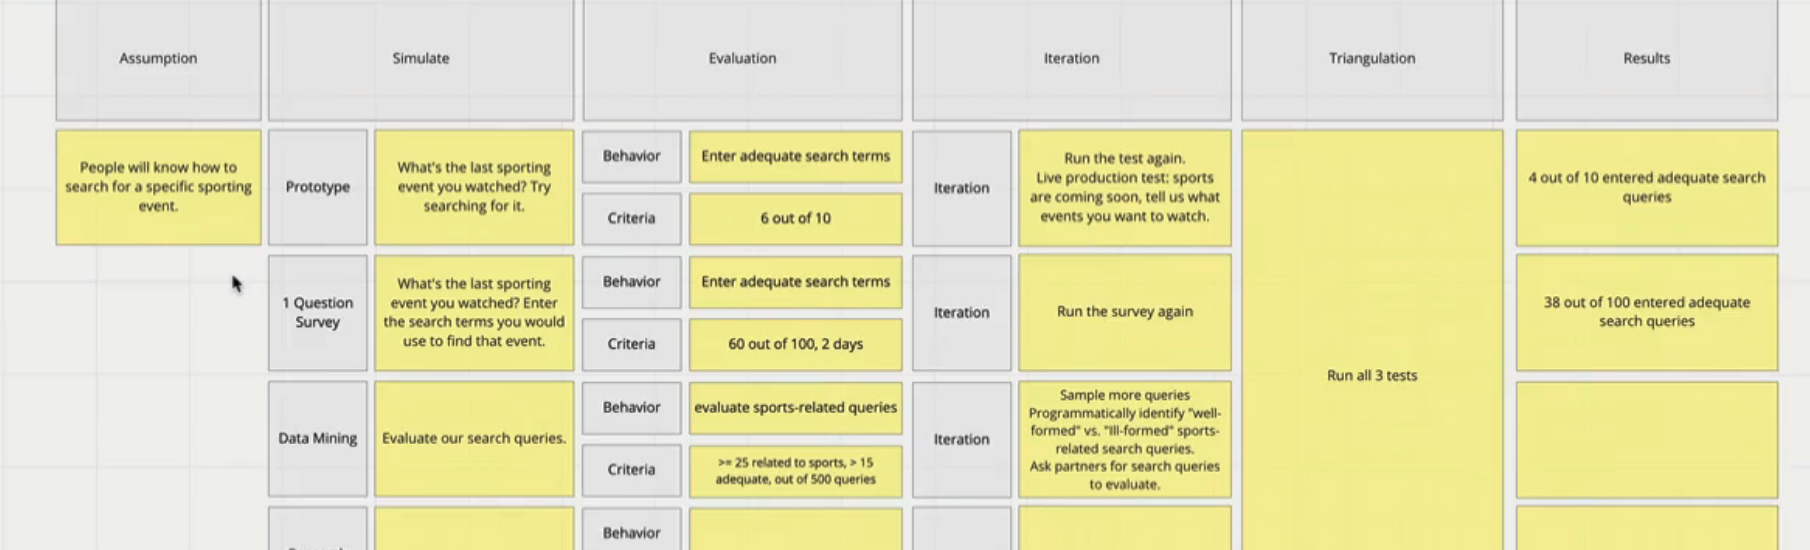 Assumption
Simulate
Evaluation
Iteration
Triangulation
Results
People will know how to
search for a specific sporting
event.
Prototype
What's the last sporting
event you watched? Try
searching for it.
Behavior
Enter adequate search terms
Criteria
6 out of 10
Iteration
Run the test again.
Live production test: sports
are coming soon, tell us what
events you want to watch.
Run all 3 tests
4 out of 10 entered adequate search
queries
1 Question
Survey
What's the last sporting
event you watched? Enter
the search terms you would
use to find that event.
Behavior
Enter adequate search terms
Criteria
60 out of 100, 2 days
Iteration
Run the survey again
38 out of 100 entered adequate
search queries
Data Mining
Evaluate our search queries.
Behavior
evaluate sports-related queries
Criteria
>= 25 related to sports, > 15
adequate, out of 500 queries
Iteration
Sample more queries
Programmatically identify "well-
formed" vs. "Ill-formed" sports-
related search queries.
Ask partners for search queries
to evaluate.
Behavior